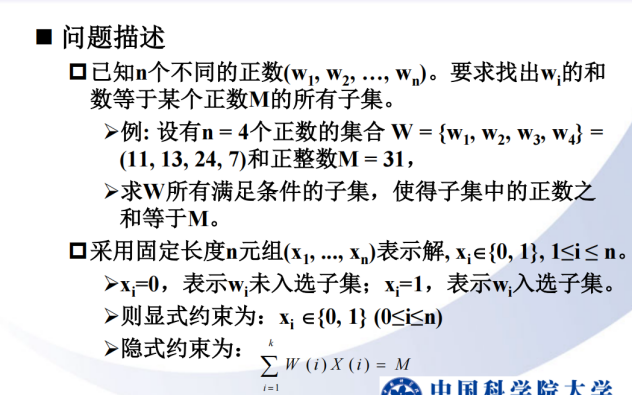 ■ 问题描述
❑已知n个不同的正数(w₁, w₂, …, wₙ)。要求找出wᵢ的和
数等于某个正数M的所有子集。
➢例: 设有n = 4个正数的集合 W = {w₁, w₂, w₃, w₄} =
(11, 13, 24, 7)和正整数M = 31，
➢求W所有满足条件的子集，使得子集中的正数之
和等于M。
❑采用固定长度n元组(x₁, ..., xₙ)表示解, xᵢ∈{0, 1}, 1≤i≤ n。
➢xᵢ=0，表示wᵢ未入选子集；xᵢ=1，表示wᵢ入选子集。
➢则显式约束为：xᵢ ∈{0, 1} (0≤i≤n)
➢隐式约束为：
k
∑ W (i) X (i) = M
i=1
中国科学院大学